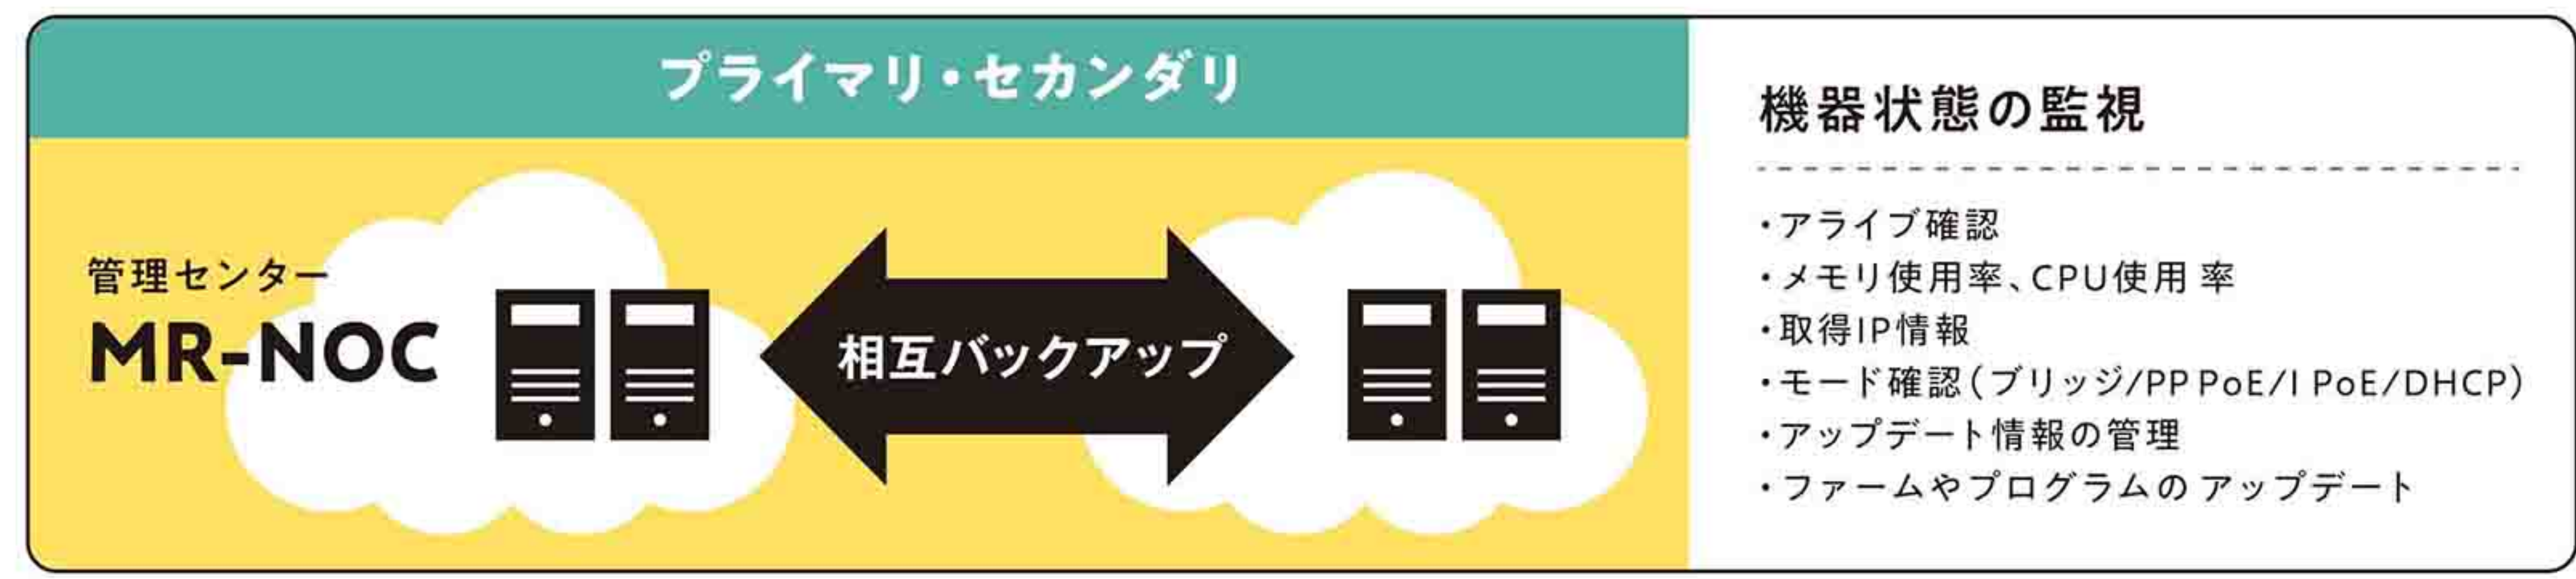 プライマリ・セカンダリ
管理センター
MR-NOC
相互バックアップ
機器状態の監視
・アライブ確認
・メモリ使用率、CPU使用率
・取得IP情報
・モード確認(ブリッジ/PPPoE/IPoE/DHCP)
・アップデート情報の管理
・ファームやプログラムのアップデート